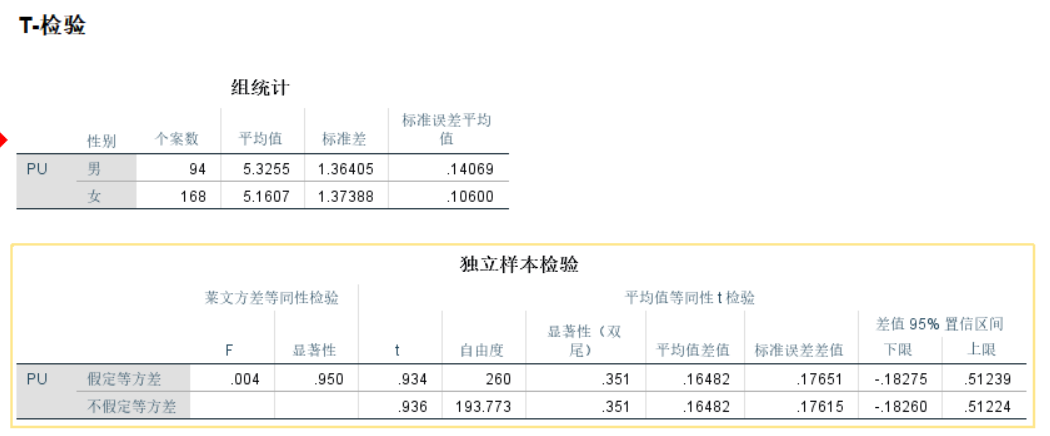 T-检验
组统计
性别 个案数 平均值 标准差 标准误差平均值
PU 男 94 5.3255 1.36405 .14069
女 168 5.1607 1.37388 .10600
独立样本检验
莱文方差等同性检验 平均值等同性 t 检验
F 显著性 t 自由度 显著性（双尾） 平均值差值 标准误差差值 差值 95% 置信区间
下限 上限
PU 假定等方差 .004 .950 .934 260 .351 .16482 .17651 -.18275 .51239
不假定等方差 .936 193.773 .351 .16482 .17615 -.18260 .51224